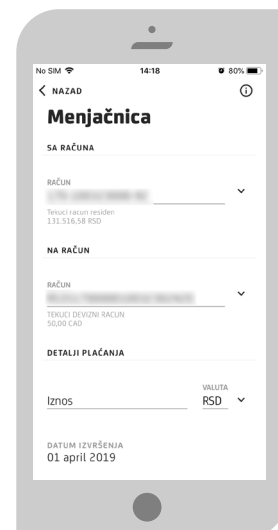 No SIM 14:18 80%
NAZAD
Menjačnica
SA RAČUNA
RAČUN
Tekuci racun residen
131.516,58 RSD
NA RAČUN
RAČUN
TEKUCI DEVIZNI RACUN
50,00 CAD
DETALJI PLAĆANJA
VALUTA
Iznos RSD
DATUM IZVRŠENJA
01 april 2019